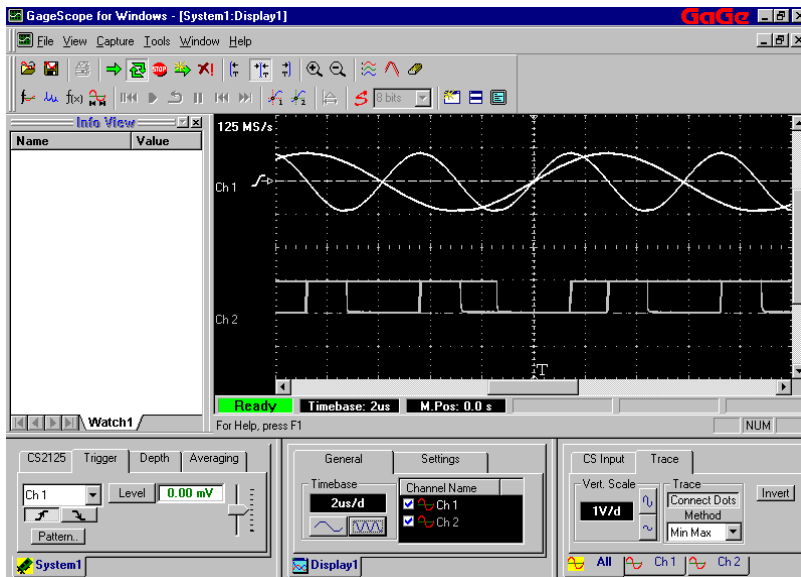 GageScope for Windows - [System1:Display1]
GaGe
File View Capture Tools Window Help
STOP
f(x)
8 bits
Info View
Name Value
Watch1
125 MS/s
Ch 1
Ch 2
T
Ready Timebase: 2us M.Pos: 0.0 s
For Help, press F1
NUM
CS2125 Trigger Depth Averaging
Ch 1 Level 0.00 mV
Pattern..
System1
General Settings
Timebase
2us/d
Channel Name
Ch 1
Ch 2
Display1
CS Input Trace
Vert. Scale
1V/d
Trace
Connect Dots
Method
Min Max
Invert
All Ch 1 Ch 2